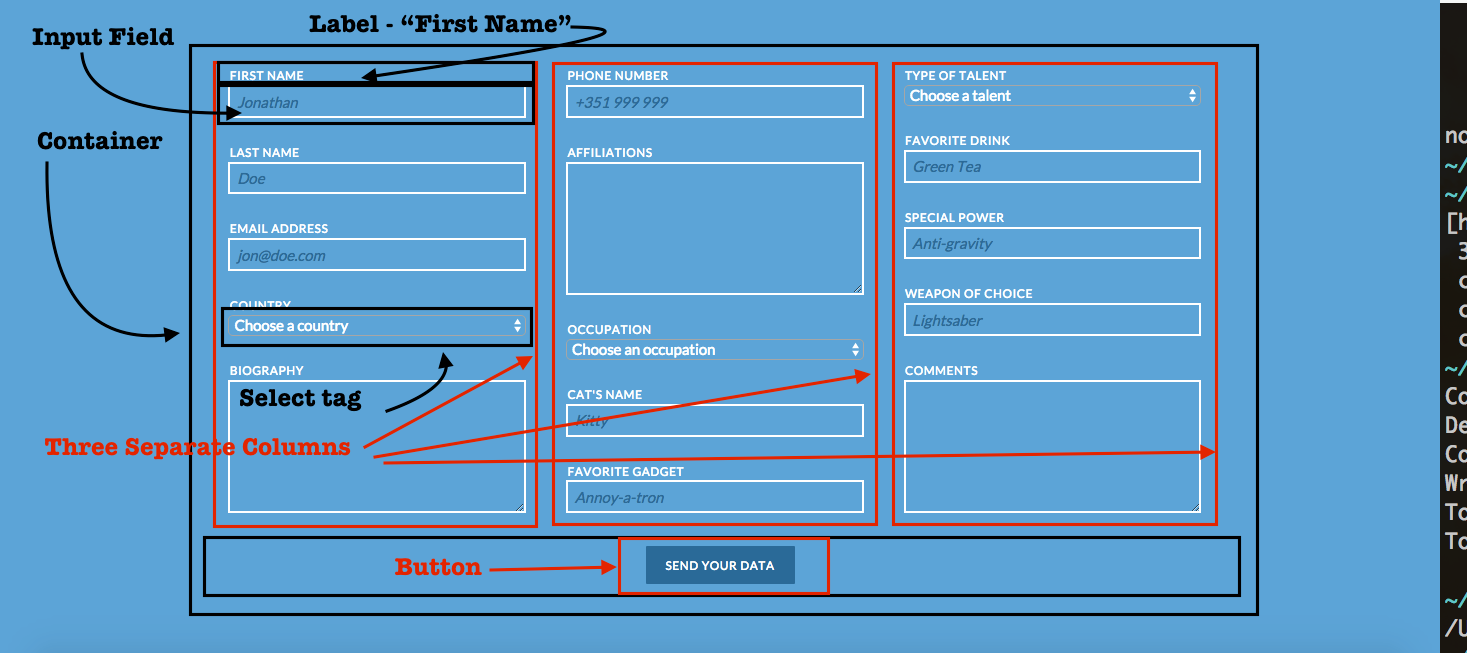 Label - “First Name”
Input Field
Container
FIRST NAME
Jonathan
LAST NAME
Doe
EMAIL ADDRESS
jon@doe.com
COUNTRY
Choose a country
BIOGRAPHY
Select tag
Three Separate Columns
PHONE NUMBER
+351 999 999
AFFILIATIONS
OCCUPATION
Choose an occupation
CAT'S NAME
Kitty
FAVORITE GADGET
Annoy-a-tron
TYPE OF TALENT
Choose a talent
FAVORITE DRINK
Green Tea
SPECIAL POWER
Anti-gravity
WEAPON OF CHOICE
Lightsaber
COMMENTS
Button
SEND YOUR DATA
no
~/
~/
[h
3
~/
Co
De
Co
Wr
To
To
~/
/U